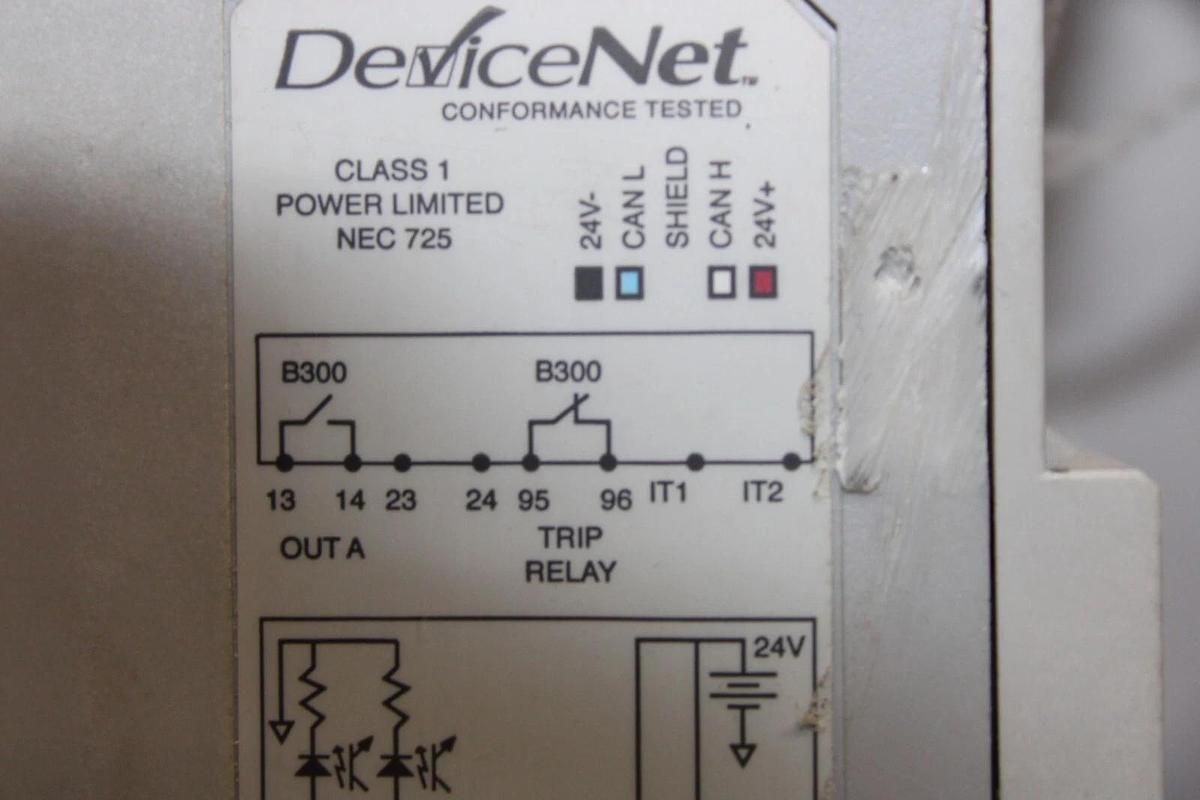 DeviceNet™
CONFORMANCE TESTED
CLASS 1
POWER LIMITED
NEC 725
24V-
CAN L
SHIELD
CAN H
24V+
B300 B300
13 14 23 24 95 96 IT1 IT2
OUT A TRIP
RELAY
24V